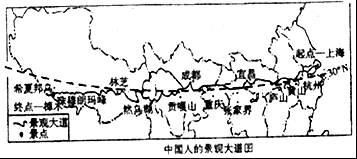 起点—上海
30°N
杭州
黄山
庐山
宜昌
张家界
重庆
成都
贡嘎山
然乌湖
林芝
珠穆朗玛峰
希夏邦马
终点—樟木
景观大道
景点
中国人的景观大道图